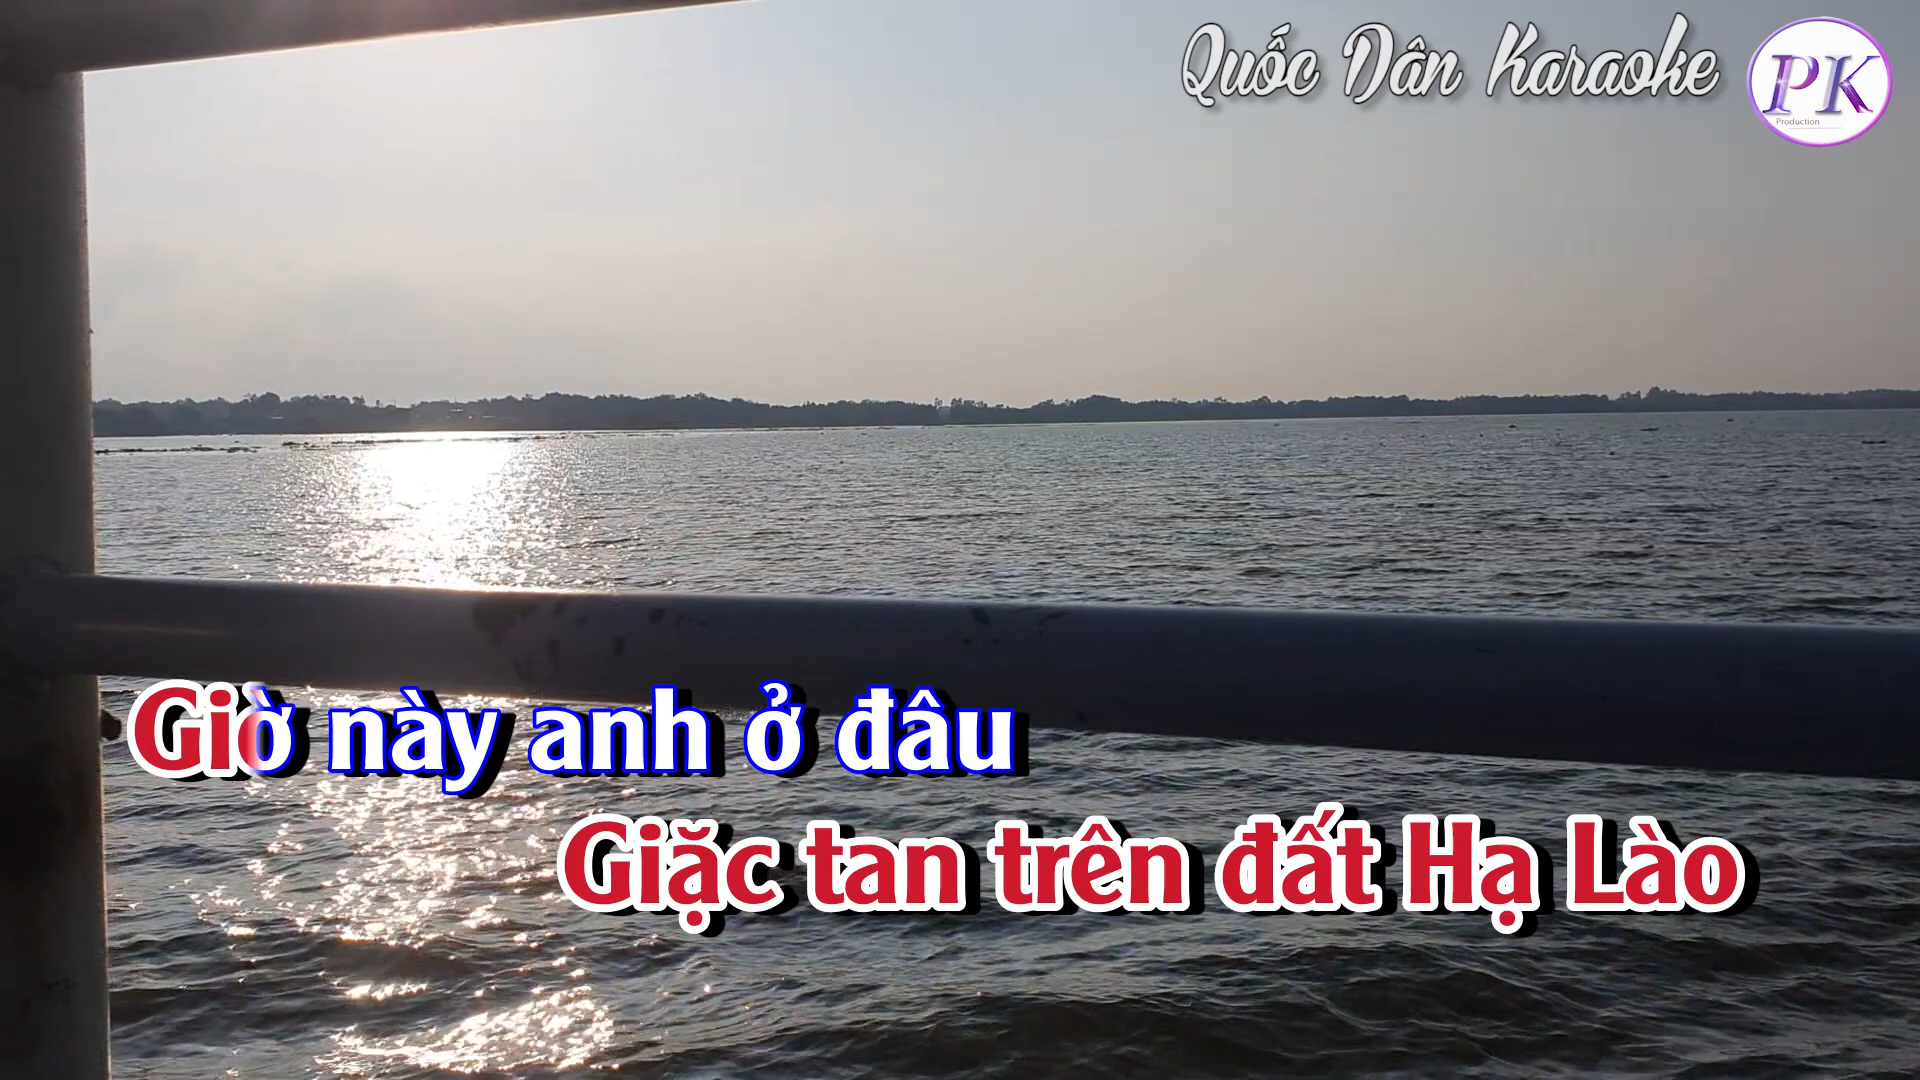 Quốc Dân Karaoke
PK
Production
Giờ này anh ở đâu
Giặc tan trên đất Hạ Lào